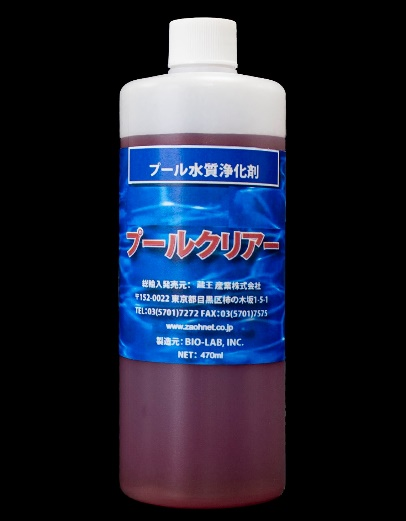 プール水質浄化剤
プールクリアー
総輸入発売元: 蔵王 産業株式会社
〒152-0022 東京都目黒区柿の木坂1-5-1
TEL:03(5701)7272 FAX:03(5701)7575
www.zaohnet.co.jp
製造元: BIO-LAB, INC.
NET: 470ml